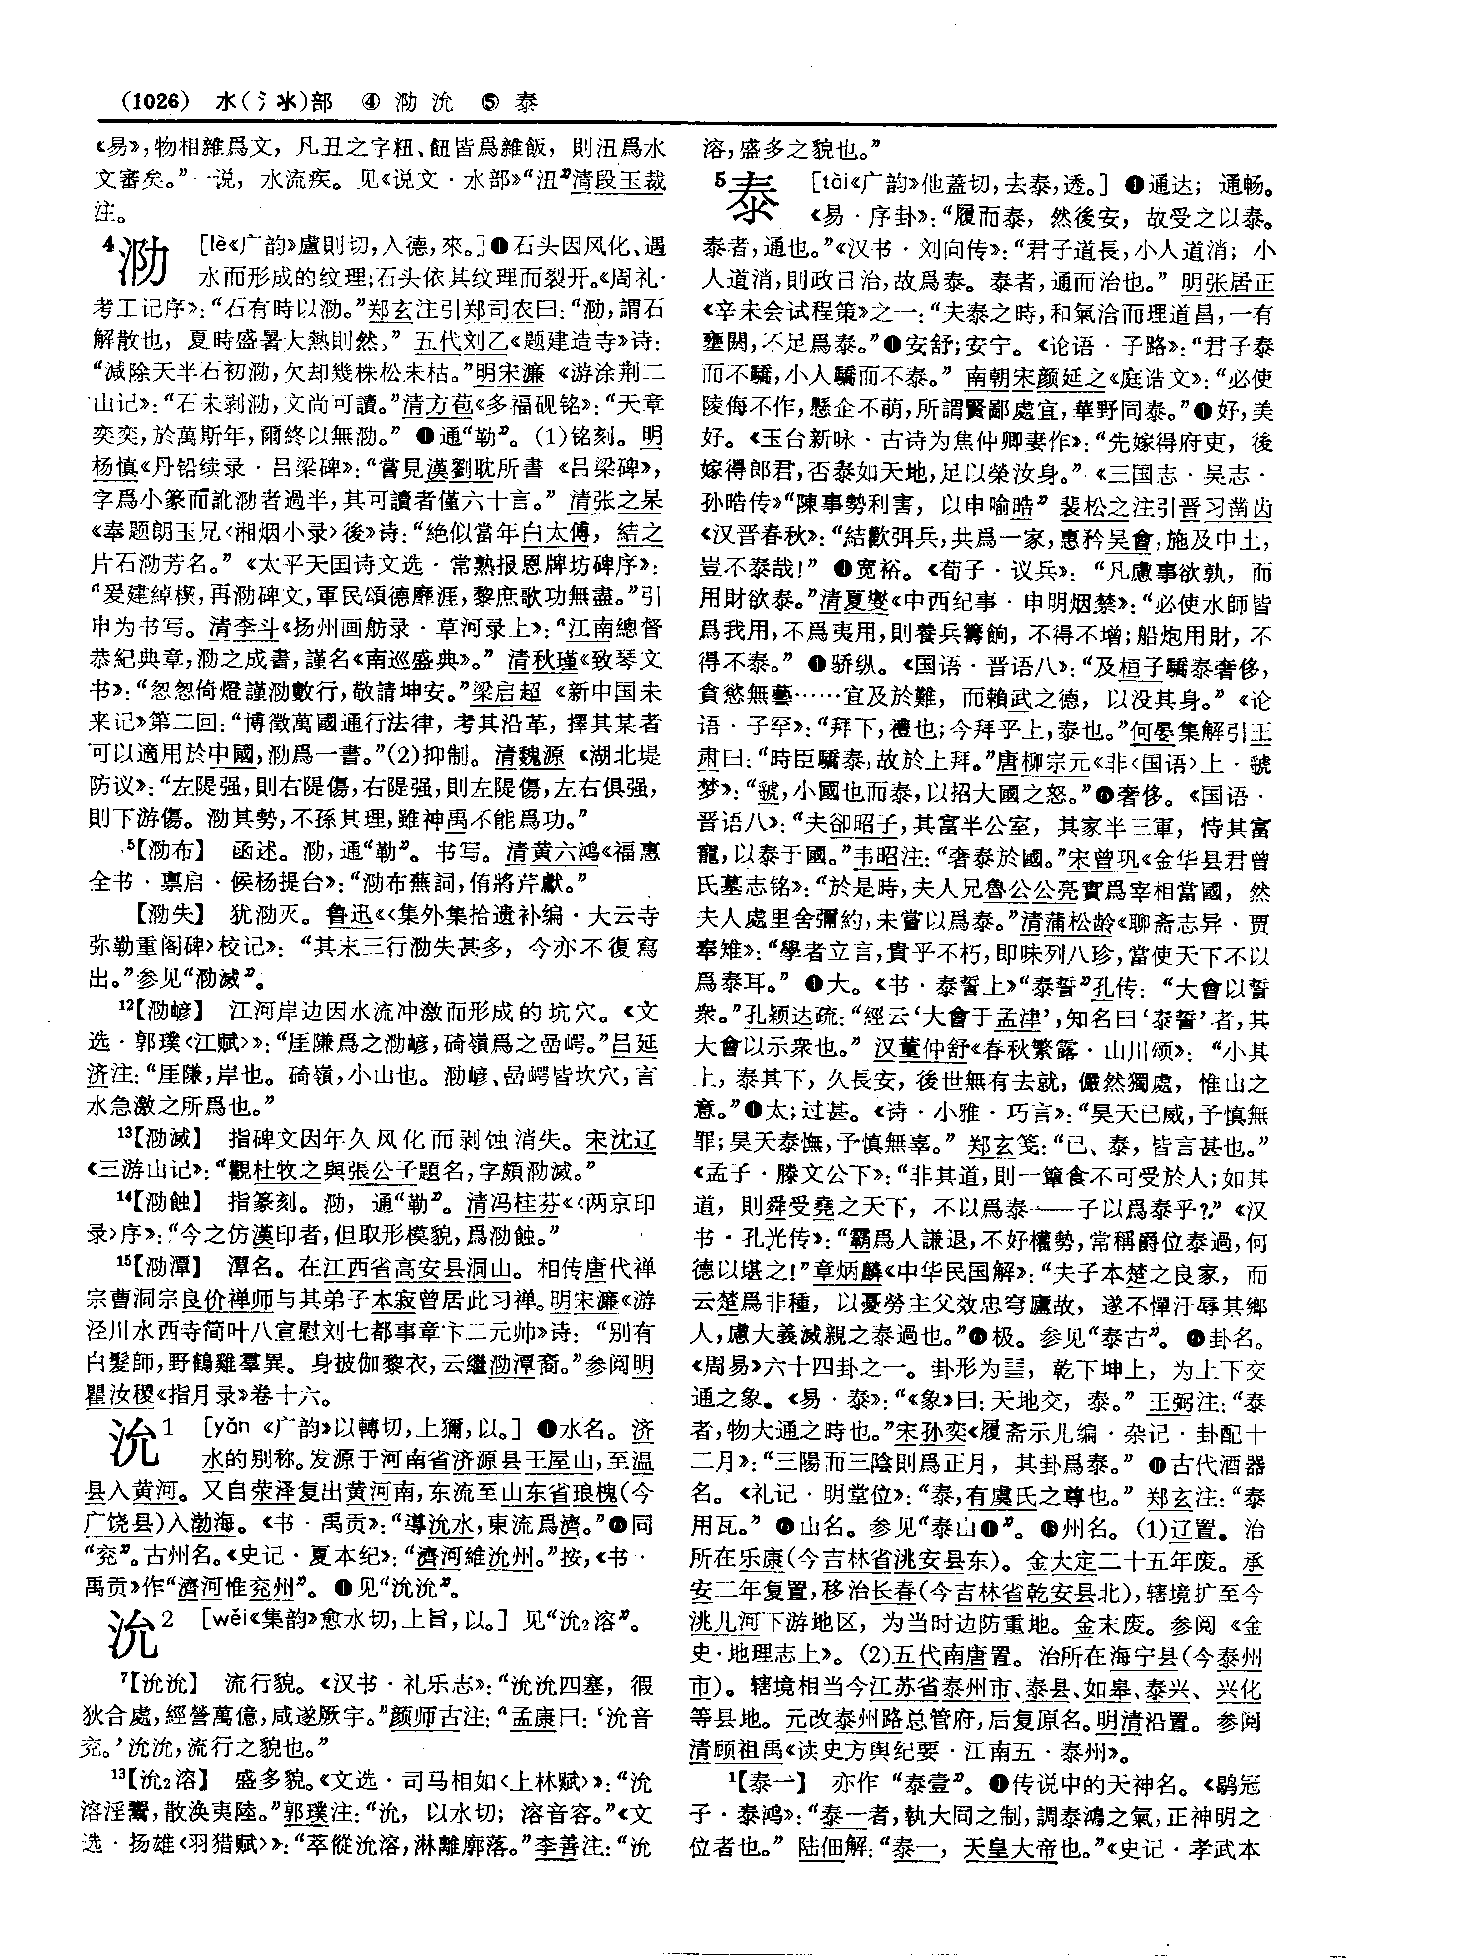 (1026) 水(氵氺)部 ④ 泐 沇 ⑤ 泰
《易》,物相雜爲文，凡丑之字粈、飿皆爲雜飯，則沑爲水
文審矣。”一说，水流疾。见《说文·水部》“沑”清段玉裁
注。
4泐 [lè《广韵》盧則切,入德,來。]❶石头因风化、遇
水而形成的纹理;石头依其纹理而裂开。《周礼·
考工记序》:“石有時以泐。”郑玄注引郑司农曰:“泐,謂石
解散也，夏時盛暑大熱則然。”五代刘乙《题建造寺》诗:
“減除天半石初泐,欠却幾株松未枯。”明宋濂《游涂荆二
山记》:“石未剥泐,文尚可讀。”清方苞《多福砚铭》:“天章
奕奕,於萬斯年,爾終以無泐。”❷通“勒”。(1)铭刻。明
杨慎《丹铅续录·吕梁碑》:“嘗見漢劉耽所書《吕梁碑》,
字爲小篆而訛泐者過半,其可讀者僅六十言。”清张之杲
《奉题朗玉兄〈湘烟小录〉後》诗:“絶似當年白太傅，結之
片石泐芳名。”《太平天囯诗文选·常熟报恩牌坊碑序》:
“爰建綽楔,再泐碑文,軍民頌德靡涯,黎庶歌功無盡。”引
申为书写。清李斗《扬州画舫录·草河录上》:“江南總督
恭紀典章,泐之成書,謹名《南巡盛典》。”清秋瑾《致琴文
书》:“怱怱倚燈謹泐數行,敬請坤安。”梁启超《新中国未
来记》第二回:“博徵萬國通行法律，考其沿革，擇其某者
可以適用於中國,泐爲一書。”(2)抑制。清魏源《湖北堤
防议》:“左隄强,則右隄傷,右隄强,則左隄傷,左右俱强,
則下游傷。泐其勢,不孫其理,雖神禹不能爲功。”
5【泐布】 函述。泐,通“勒”。书写。清黄六鸿《福惠
全书·禀启·候杨提台》:“泐布蕪詞,侑將芹獻。”
【泐失】 犹泐灭。鲁迅《〈集外集拾遗补编·大云寺
弥勒重阁碑〉校记》:“其末三行泐失甚多，今亦不復寫
出。”参见“泐滅”。
12【泐嵃】 江河岸边因水流冲激而形成的坑穴。《文
选·郭璞〈江赋〉》:“厓隒爲之泐嵃,碕嶺爲之嵒崿。”吕延
济注:“厓隒,岸也。碕嶺,小山也。泐嵃、嵒崿皆坎穴,言
水急激之所爲也。”
13【泐滅】 指碑文因年久风化而剥蚀消失。宋沈辽
《三游山记》:“觀杜牧之與張公子題名,字頗泐滅。”
14【泐蝕】 指篆刻。泐，通“勒”。清冯桂芬《〈两京印
录〉序》:“今之仿漢印者,但取形模貌,爲泐蝕。”
15【泐潭】 潭名。在江西省高安县洞山。相传唐代禅
宗曹洞宗良价禅师与其弟子本寂曾居此习禅。明宋濂《游
泾川水西寺简叶八宣慰刘七都事章卞二元帅》诗:“别有
白髪師,野鶴雞羣異。身披伽黎衣,云繼泐潭裔。”参阅明
瞿汝稷《指月录》卷十六。
沇1 [yǎn《广韵》以轉切,上獮,以。]❶水名。济
水的别称。发源于河南省济源县王屋山,至温
县入黄河。又自荥泽复出黄河南,东流至山东省琅槐(今
广饶县)入渤海。《书·禹贡》:“導沇水,東流爲濟。”❷同
“兖”。古州名。《史记·夏本纪》:“濟河維沇州。”按,《书·
禹贡》作“濟河惟兖州”。❸见“沇沇”。
沇2 [wěi《集韵》愈水切,上旨,以。]见“沇2溶”。
7【沇沇】 流行貌。《汉书·礼乐志》:“沇沇四塞，徦
狄合處,經營萬億,咸遂厥宇。”颜师古注:“孟康曰:‘沇音
兖。’沇沇,流行之貌也。”
13【沇2溶】 盛多貌。《文选·司马相如〈上林赋〉》:“沇
溶淫鬻,散涣夷陸。”郭璞注:“沇，以水切；溶音容。”《文
选·扬雄〈羽猎赋〉》:“萃傱沇溶,淋離廓落。”李善注:“沇
溶,盛多之貌也。”
5泰 [tài《广韵》他蓋切,去泰,透。]❶通达；通畅。
《易·序卦》:“履而泰，然後安，故受之以泰。
泰者,通也。”《汉书·刘向传》:“君子道長,小人道消；小
人道消,則政日治,故爲泰。泰者,通而治也。”明张居正
《辛未会试程策》之一:“夫泰之時,和氣洽而理道昌,一有
壅閼,不足爲泰。”❷安舒;安宁。《论语·子路》:“君子泰
而不驕,小人驕而不泰。”南朝宋颜延之《庭诰文》:“必使
陵侮不作,懸企不萌,所謂賢鄙處宜,華野同泰。”❸好,美
好。《玉台新咏·古诗为焦仲卿妻作》:“先嫁得府吏，後
嫁得郎君,否泰如天地,足以榮汝身。”《三国志·吴志·
孙晧传》“陳事勢利害，以申喻晧”裴松之注引晋习凿齿
《汉晋春秋》:“結歡弭兵,共爲一家,惠矜吴會,施及中土,
豈不泰哉!”❹宽裕。《荀子·议兵》:“凡慮事欲孰，而
用財欲泰。”清夏燮《中西纪事·申明烟禁》:“必使水師皆
爲我用,不爲夷用,則養兵籌餉，不得不增;船炮用財，不
得不泰。”❺骄纵。《国语·晋语八》:“及桓子驕泰奢侈,
貪慾無藝……宜及於難，而賴武之德，以没其身。”《论
语·子罕》:“拜下,禮也;今拜乎上,泰也。”何晏集解引王
肃曰:“時臣驕泰,故於上拜。”唐柳宗元《非〈国语〉上·虢
梦》:“虢,小國也而泰,以招大國之怒。”❻奢侈。《国语·
晋语八》:“夫郤昭子,其富半公室，其家半三軍，恃其富
寵,以泰于國。”韦昭注:“奢泰於國。”宋曾巩《金华县君曾
氏墓志铭》:“於是時,夫人兄魯公公亮實爲宰相當國，然
夫人處里舍彌約,未嘗以爲泰。”清蒲松龄《聊斋志异·贾
奉雉》:“學者立言,貴乎不朽,即味列八珍,當使天下不以
爲泰耳。”❼大。《书·泰誓上》“泰誓”孔传:“大會以誓
衆。”孔颖达疏:“經云‘大會于孟津’,知名曰‘泰誓’者,其
大會以示衆也。”汉董仲舒《春秋繁露·山川颂》:“小其
上，泰其下，久長安，後世無有去就，儼然獨處，惟山之
意。”❽太;过甚。《诗·小雅·巧言》:“昊天已威,予慎無
罪;昊天泰憮,予慎無辜。”郑玄笺:“已、泰，皆言甚也。”
《孟子·滕文公下》:“非其道,則一簞食不可受於人;如其
道，則舜受堯之天下，不以爲泰——子以爲泰乎?”《汉
书·孔光传》:“霸爲人謙退,不好權勢,常稱爵位泰過,何
德以堪之!”章炳麟《中华民国解》:“夫子本楚之良家，而
云楚爲非種，以憂勞主父效忠穹廬故，遂不憚汙辱其鄉
人,慮大義滅親之泰過也。”❾极。参见“泰古”。❿卦名。
《周易》六十四卦之一。卦形为䷊，乾下坤上，为上下交
通之象。《易·泰》:“《象》曰:天地交，泰。”王弼注:“泰
者,物大通之時也。”宋孙奕《履斋示儿编·杂记·卦配十
二月》:“三陽而三陰則爲正月，其卦爲泰。”⓫古代酒器
名。《礼记·明堂位》:“泰,有虞氏之尊也。”郑玄注:“泰
用瓦。”⓬山名。参见“泰山❶”。⓭州名。(1)辽置。治
所在乐康(今吉林省洮安县东)。金大定二十五年废。承
安二年复置,移治长春(今吉林省乾安县北),辖境扩至今
洮儿河下游地区，为当时边防重地。金末废。参阅《金
史·地理志上》。(2)五代南唐置。治所在海宁县(今泰州
市)。辖境相当今江苏省泰州市、泰县、如皋、泰兴、兴化
等县地。元改泰州路总管府,后复原名。明清沿置。参阅
清顾祖禹《读史方舆纪要·江南五·泰州》。
1【泰一】 亦作“泰壹”。❶传说中的天神名。《鹖冠
子·泰鸿》:“泰一者,執大同之制,調泰鴻之氣,正神明之
位者也。”陆佃解:“泰一，天皇大帝也。”《史记·孝武本